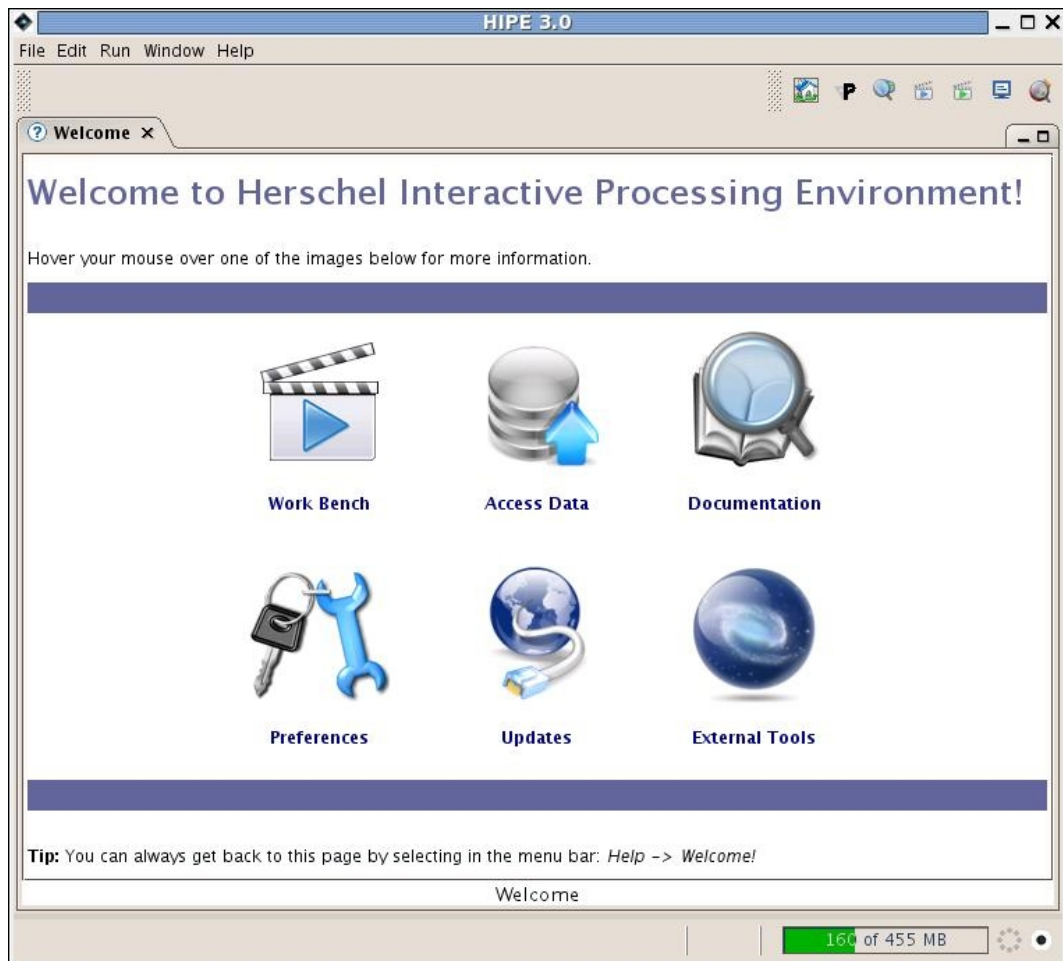 HIPE 3.0
File Edit Run Window Help
P
Welcome
Welcome to Herschel Interactive Processing Environment!
Hover your mouse over one of the images below for more information.
Work Bench Access Data Documentation
Preferences Updates External Tools
Tip: You can always get back to this page by selecting in the menu bar: Help -> Welcome!
Welcome
160 of 455 MB